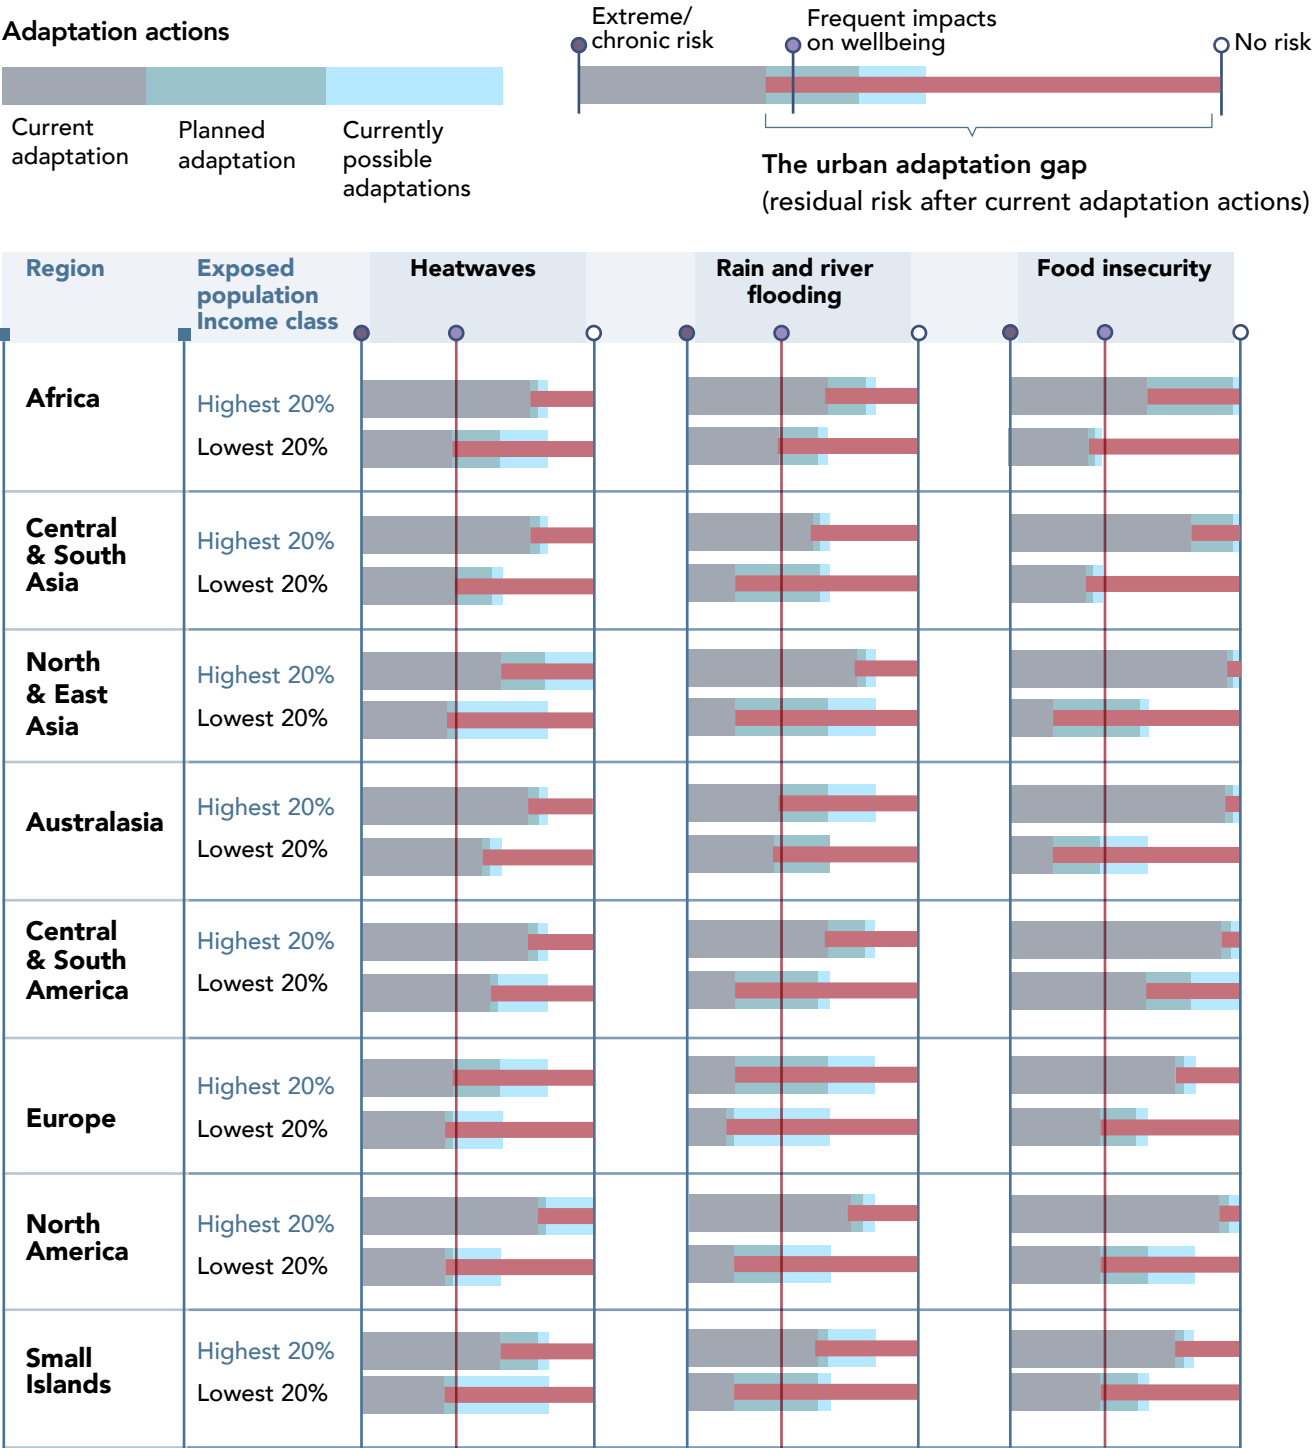 Adaptation actions
Current
adaptation
Planned
adaptation
Currently
possible
adaptations
Extreme/
chronic risk
Frequent impacts
on wellbeing
No risk
The urban adaptation gap
(residual risk after current adaptation actions)
Region
Exposed
population
Income class
Heatwaves
Rain and river
flooding
Food insecurity
Africa
Highest 20%
Lowest 20%
Central
& South
Asia
Highest 20%
Lowest 20%
North
& East
Asia
Highest 20%
Lowest 20%
Australasia
Highest 20%
Lowest 20%
Central
& South
America
Highest 20%
Lowest 20%
Europe
Highest 20%
Lowest 20%
North
America
Highest 20%
Lowest 20%
Small
Islands
Highest 20%
Lowest 20%